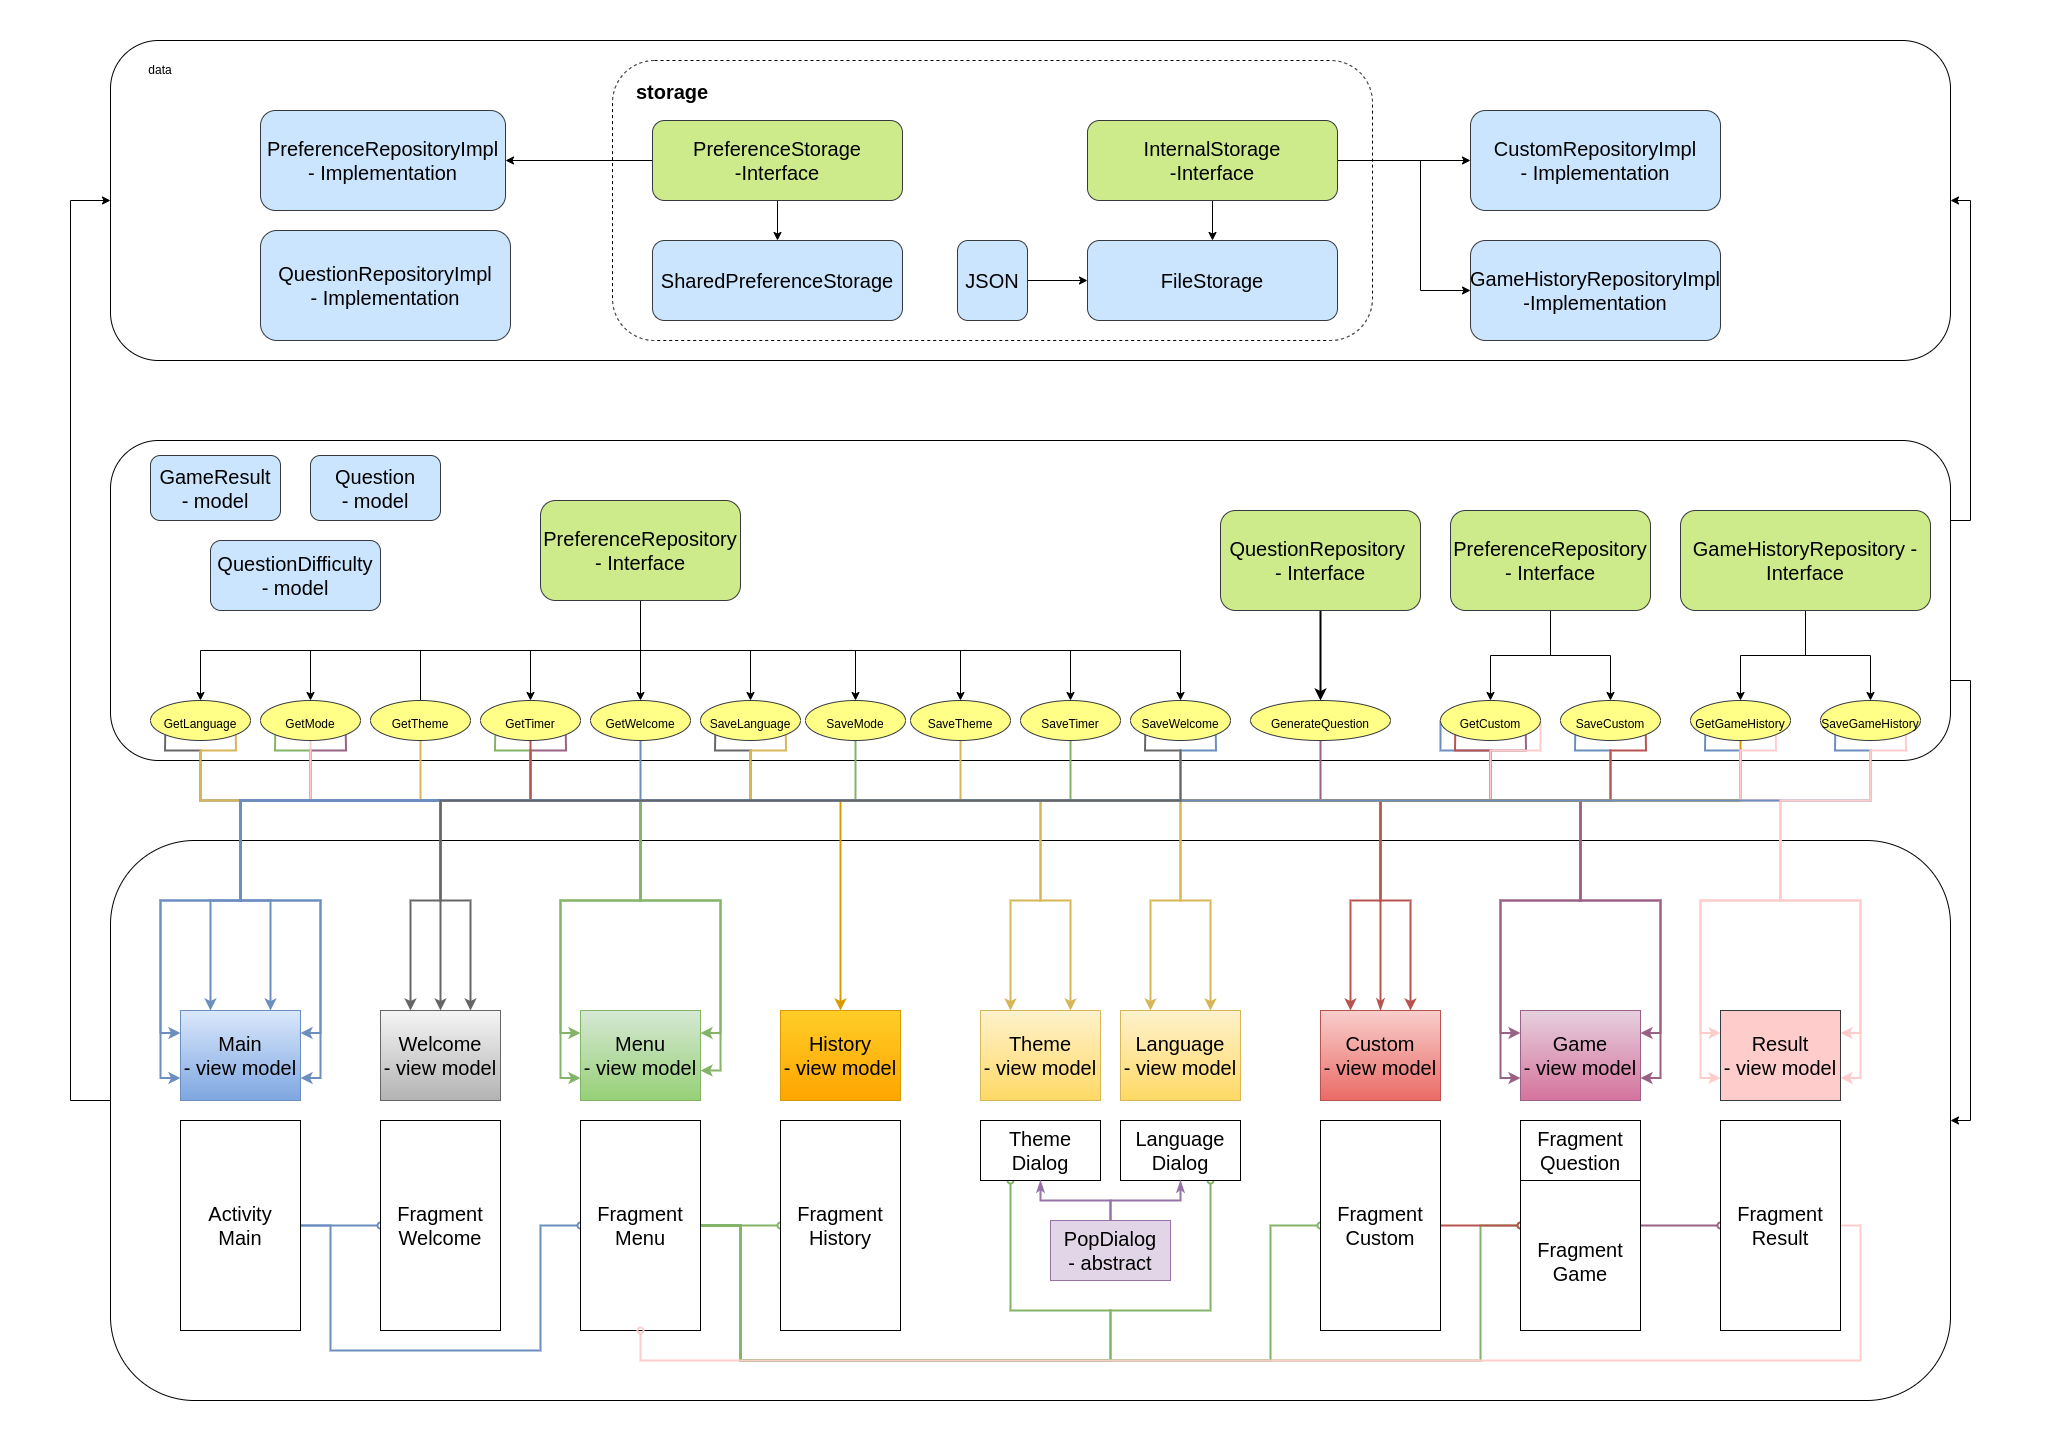 data
storage
PreferenceRepositoryImpl
- Implementation
PreferenceStorage
-Interface
InternalStorage
-Interface
CustomRepositoryImpl
- Implementation
QuestionRepositoryImpl
- Implementation
SharedPreferenceStorage
JSON
FileStorage
GameHistoryRepositoryImpl
-Implementation
GameResult
- model
Question
- model
QuestionDifficulty
- model
PreferenceRepository
- Interface
QuestionRepository
- Interface
PreferenceRepository
- Interface
GameHistoryRepository -
Interface
GetLanguage
GetMode
GetTheme
GetTimer
GetWelcome
SaveLanguage
SaveMode
SaveTheme
SaveTimer
SaveWelcome
GenerateQuestion
GetCustom
SaveCustom
GetGameHistory
SaveGameHistory
Main
- view model
Welcome
- view model
Menu
- view model
History
- view model
Theme
- view model
Language
- view model
Custom
- view model
Game
- view model
Result
- view model
Activity
Main
Fragment
Welcome
Fragment
Menu
Fragment
History
Theme
Dialog
Language
Dialog
PopDialog
- abstract
Fragment
Custom
Fragment
Question
Fragment
Game
Fragment
Result